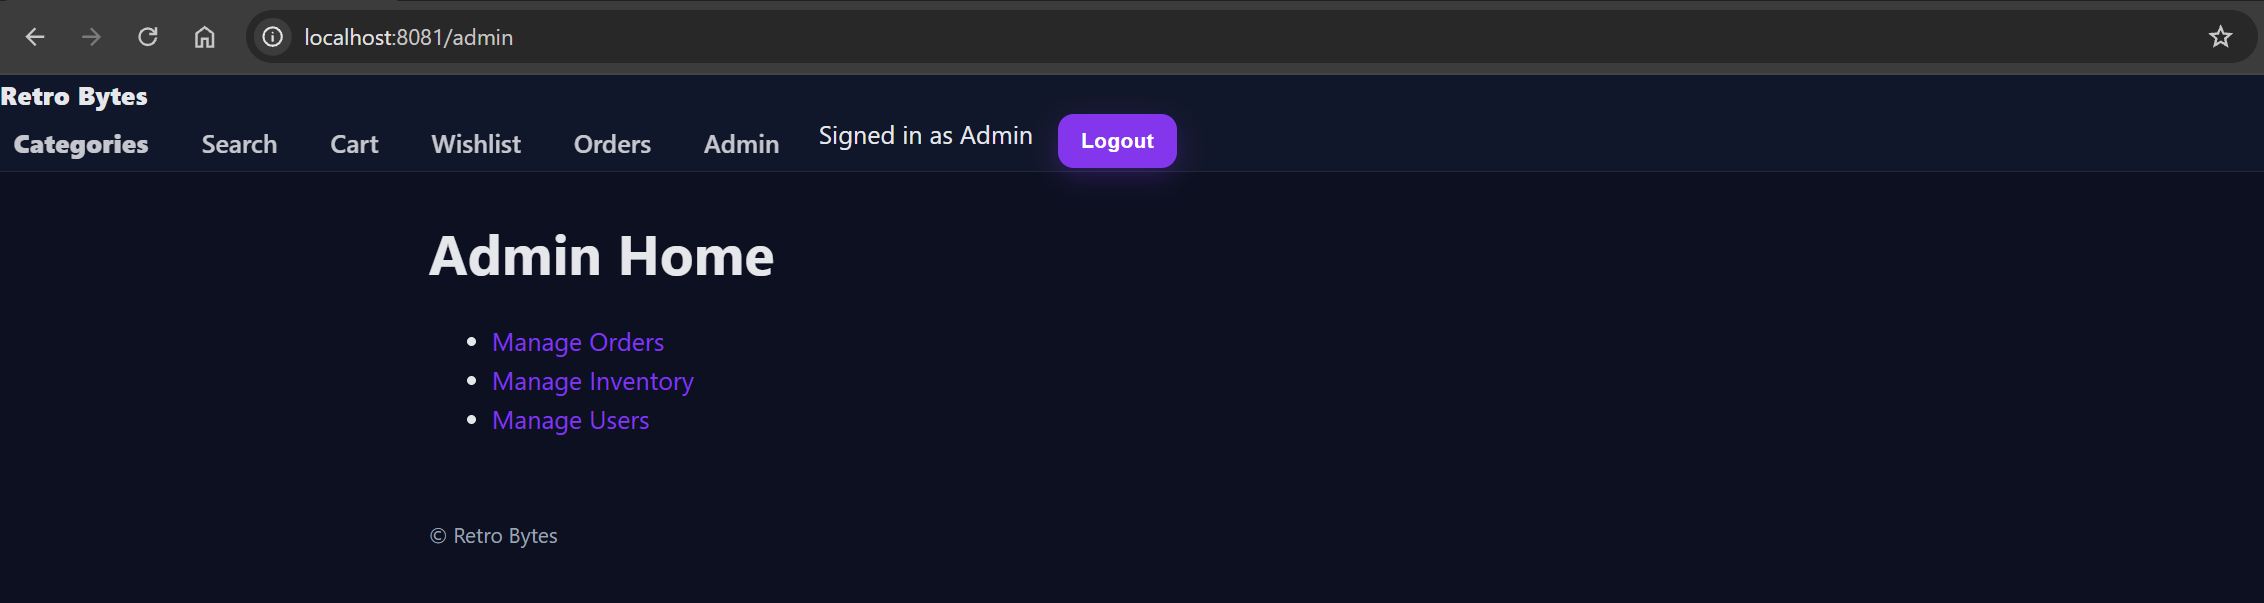 localhost:8081/admin
Retro Bytes
Categories Search Cart Wishlist Orders Admin Signed in as Admin Logout
Admin Home
Manage Orders
Manage Inventory
Manage Users
© Retro Bytes